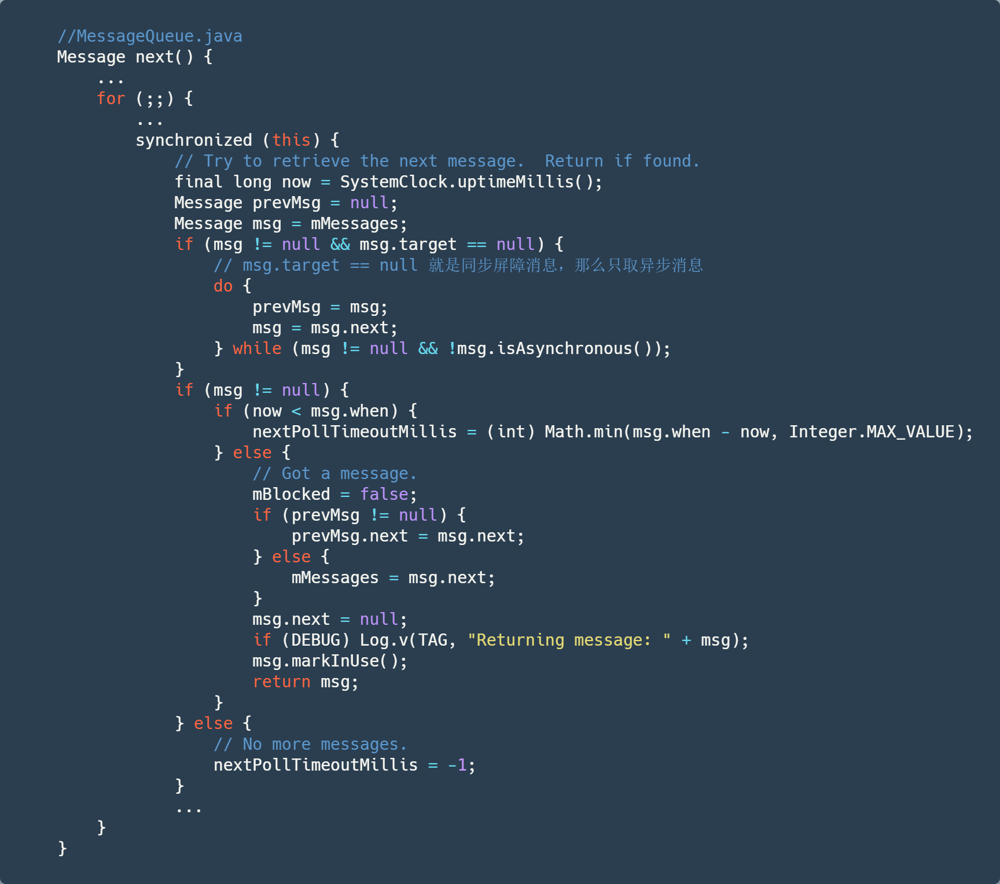 //MessageQueue.java
Message next() {
    ...
    for (;;) {
        ...
        synchronized (this) {
            // Try to retrieve the next message.  Return if found.
            final long now = SystemClock.uptimeMillis();
            Message prevMsg = null;
            Message msg = mMessages;
            if (msg != null && msg.target == null) {
                // msg.target == null 就是同步屏障消息，那么只取异步消息
                do {
                    prevMsg = msg;
                    msg = msg.next;
                } while (msg != null && !msg.isAsynchronous());
            }
            if (msg != null) {
                if (now < msg.when) {
                    nextPollTimeoutMillis = (int) Math.min(msg.when - now, Integer.MAX_VALUE);
                } else {
                    // Got a message.
                    mBlocked = false;
                    if (prevMsg != null) {
                        prevMsg.next = msg.next;
                    } else {
                        mMessages = msg.next;
                    }
                    msg.next = null;
                    if (DEBUG) Log.v(TAG, "Returning message: " + msg);
                    msg.markInUse();
                    return msg;
                }
            } else {
                // No more messages.
                nextPollTimeoutMillis = -1;
            }
            ...
    }
}